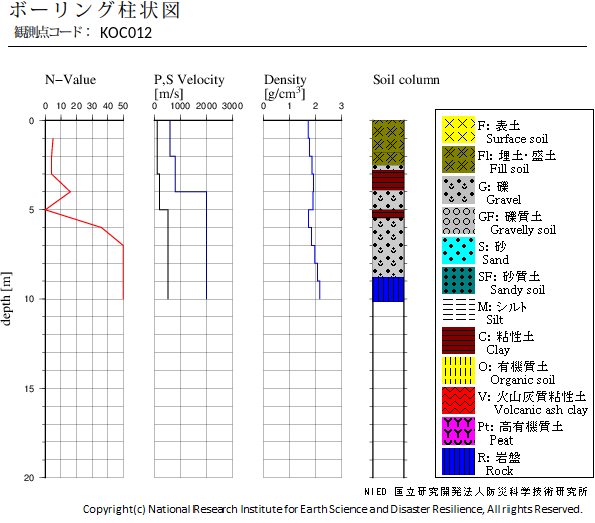 ボーリング柱状図
観測点コード： KOC012
N−Value
P,S Velocity
[m/s]
Density
[g/cm³]
Soil column
0 10 20 30 40 50
0 1000 2000 3000
0 1 2 3
0
5
10
15
20
depth [m]
F: 表土
Surface soil
Fl: 埋土・盛土
Fill soil
G: 礫
Gravel
GF: 礫質土
Gravelly soil
S: 砂
Sand
SF: 砂質土
Sandy soil
M: シルト
Silt
C: 粘性土
Clay
O: 有機質土
Organic soil
V: 火山灰質粘性土
Volcanic ash clay
Pt: 高有機質土
Peat
R: 岩盤
Rock
NIED 国立研究開発法人防災科学技術研究所
Copyright(c) National Research Institute for Earth Science and Disaster Resilience, All rights Reserved.